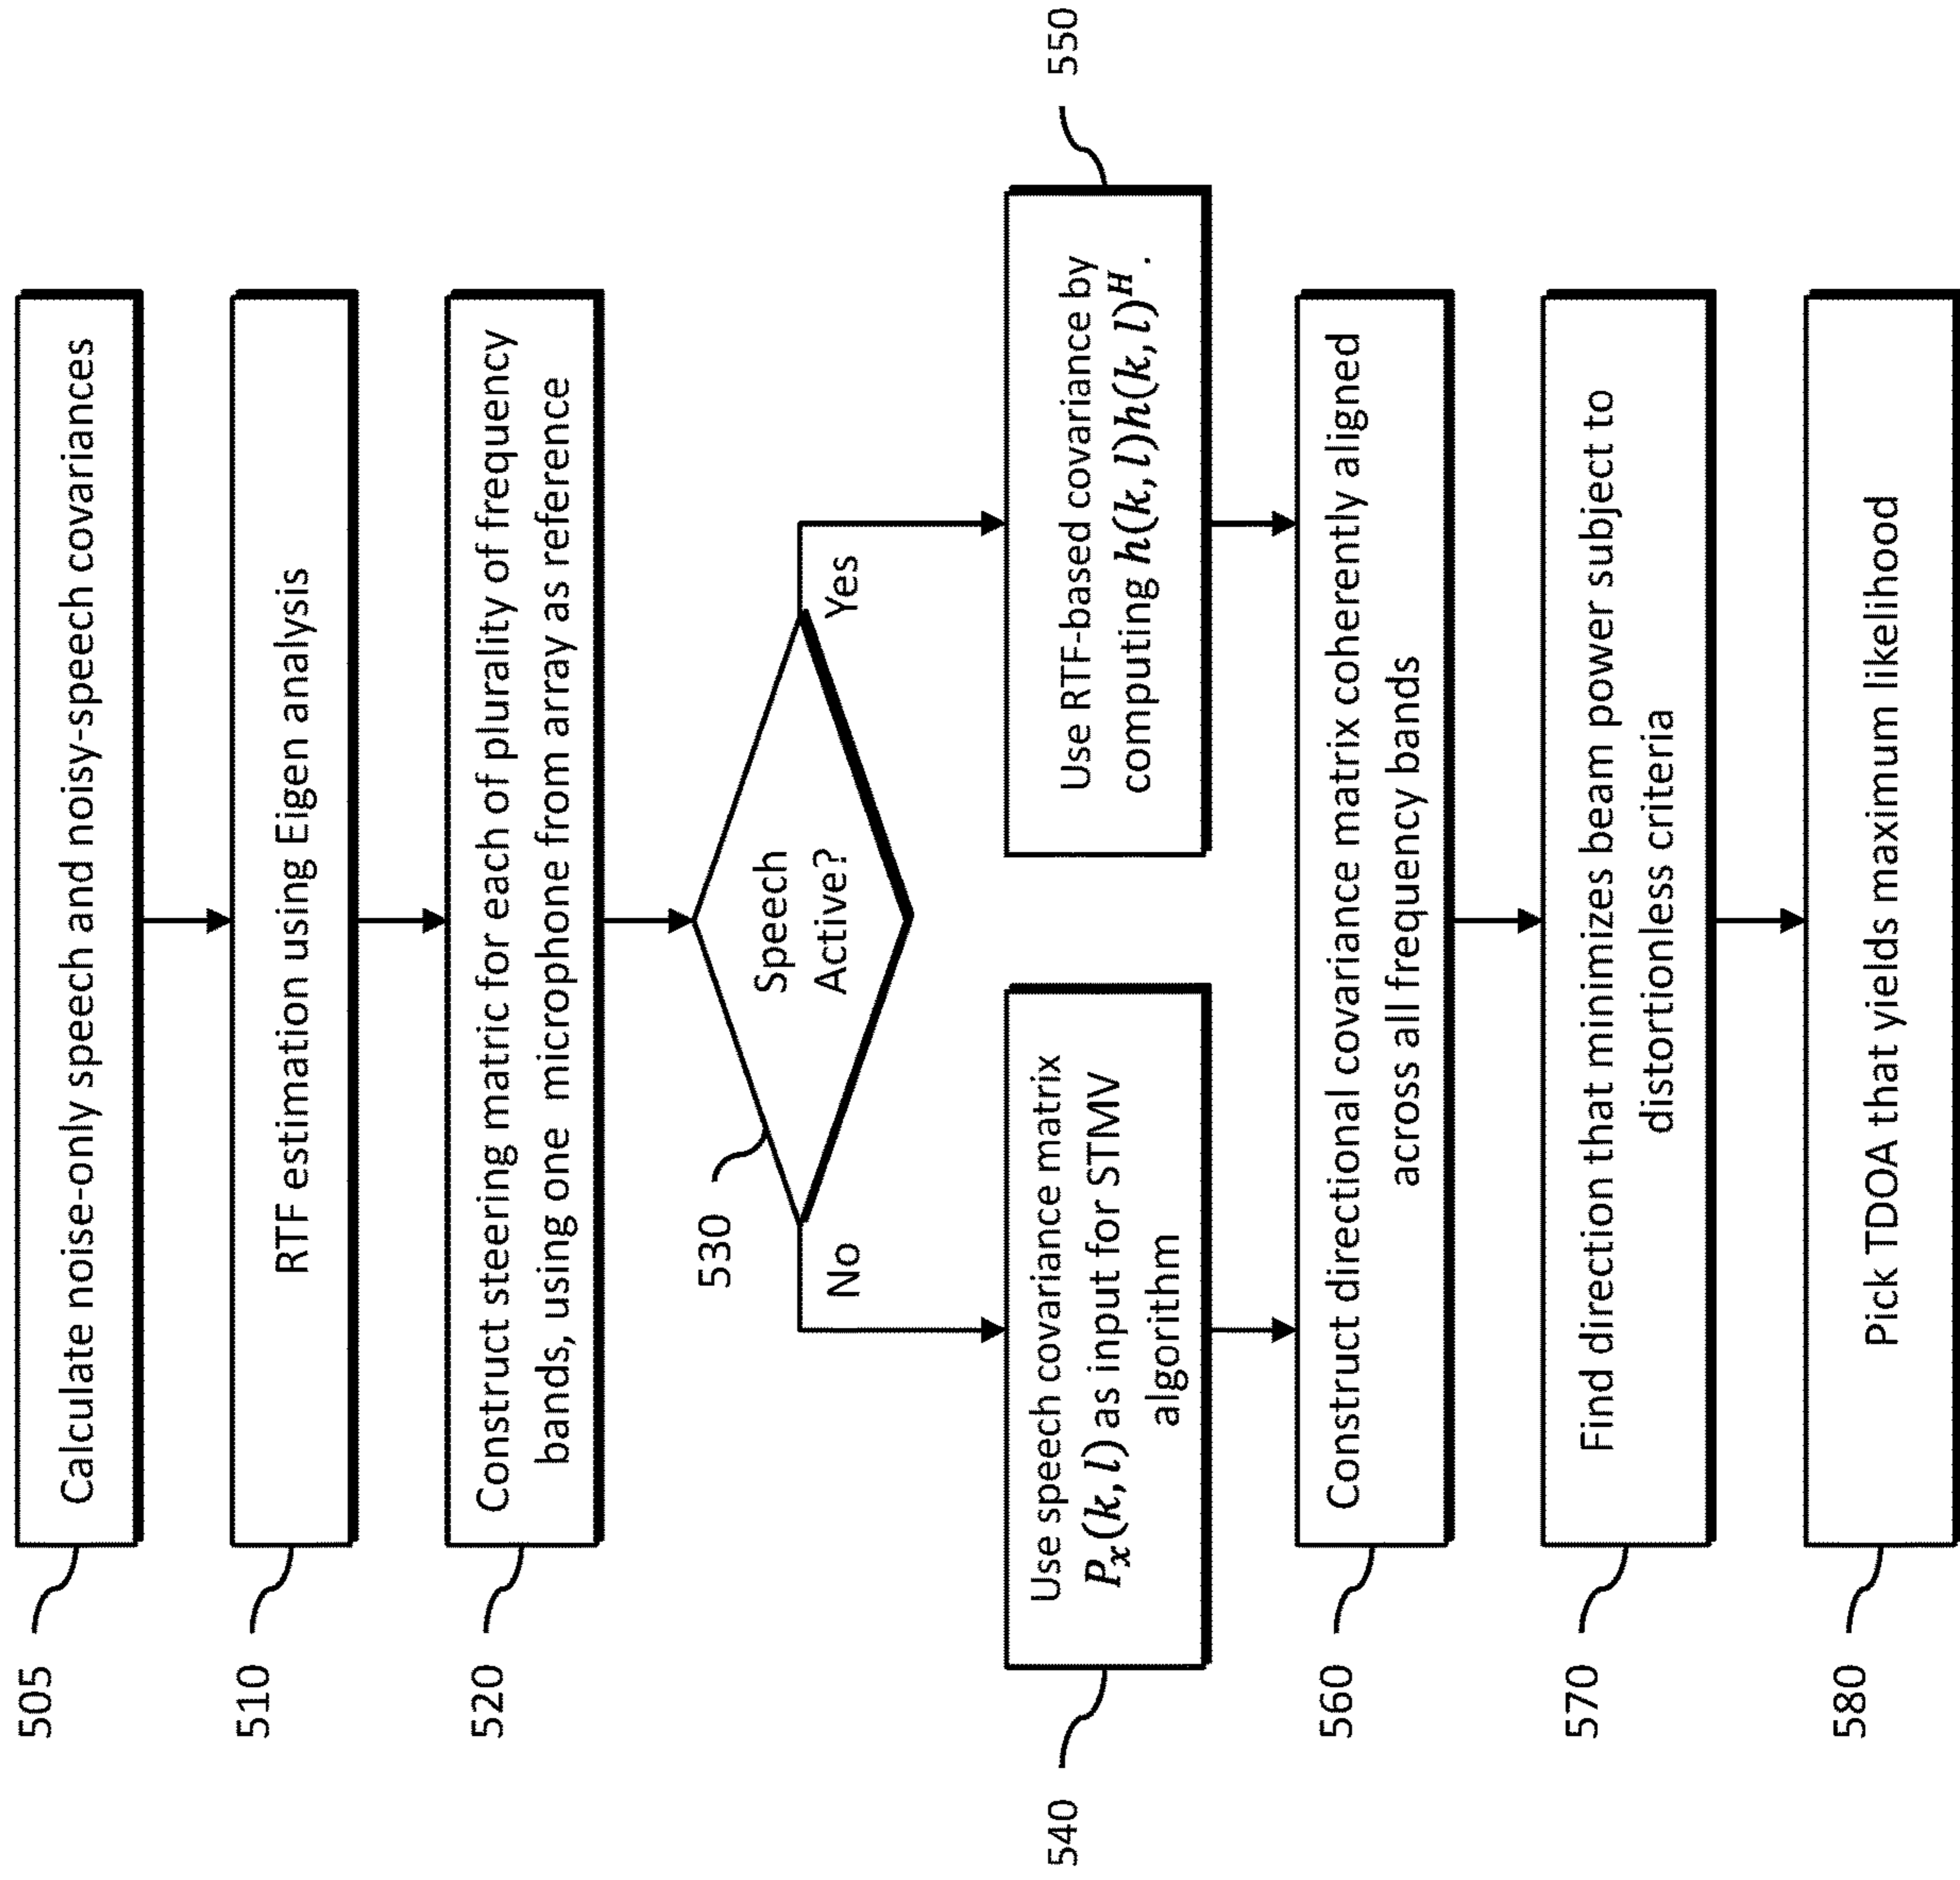 505
Calculate noise-only speech and noisy-speech covariances
510
RTF estimation using Eigen analysis
520
Construct steering matric for each of plurality of frequency
bands, using one microphone from array as reference
530
Speech
Active?
No
Yes
540
Use speech covariance matrix
P_x(k, l) as input for STMV
algorithm
550
Use RTF-based covariance by
computing h(k, l)h(k, l)^H .
560
Construct directional covariance matrix coherently aligned
across all frequency bands
570
Find direction that minimizes beam power subject to
distortionless criteria
580
Pick TDOA that yields maximum likelihood